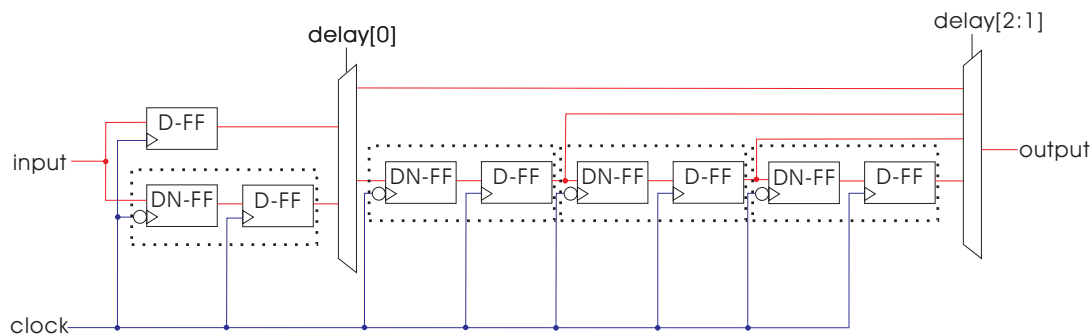 delay[2:1]
delay[0]
D-FF
output
input
DN-FF D-FF DN-FF D-FF DN-FF D-FF
DN-FF D-FF
clock